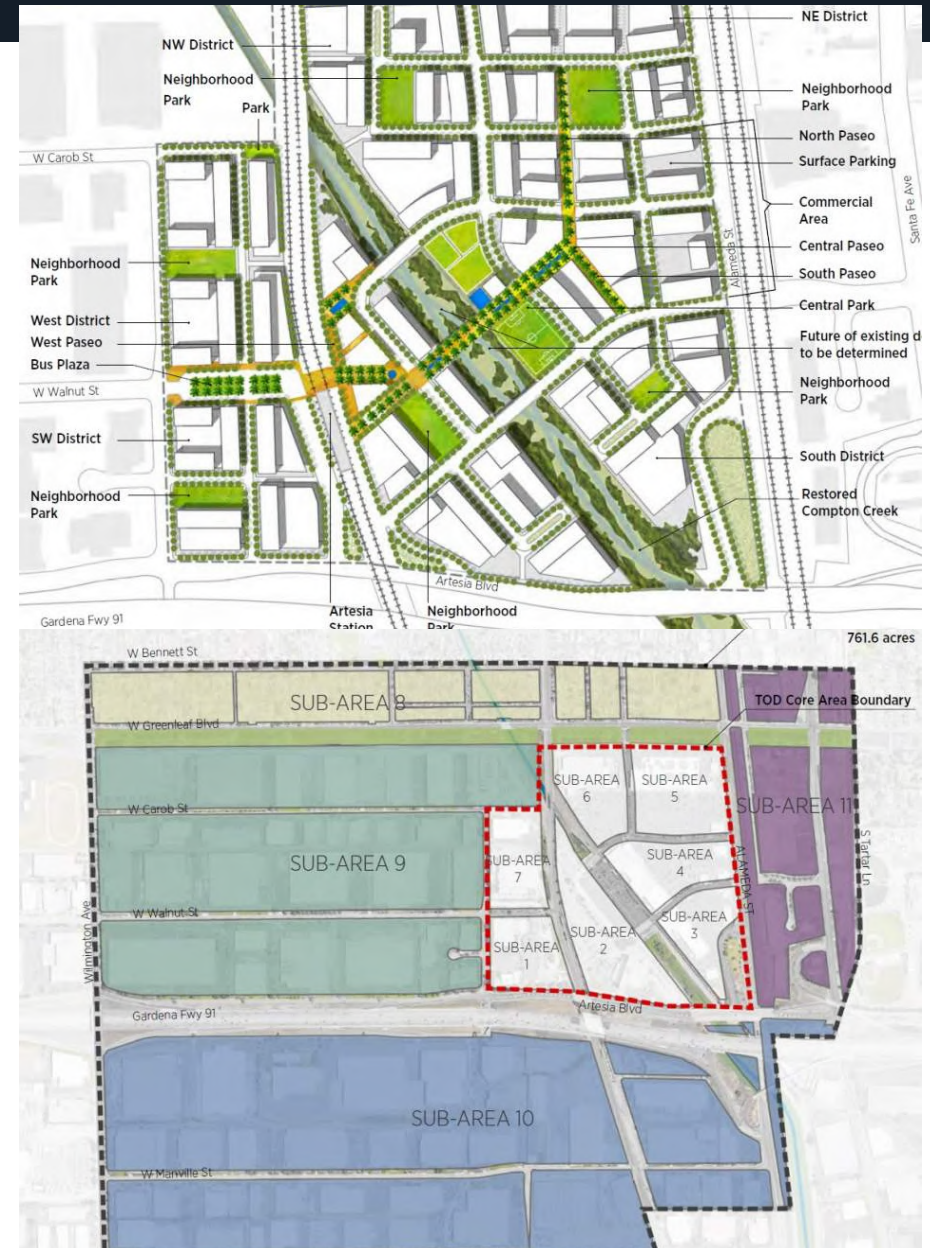 NE District
NW District
Neighborhood
Park
Park
Neighborhood
Park
North Paseo
W Carob St
Surface Parking
Commercial
Area
Santa Fe Ave
Alameda St
Central Paseo
Neighborhood
Park
South Paseo
Central Park
West District
West Paseo
Bus Plaza
Future of existing d
to be determined
W Walnut St
Neighborhood
Park
SW District
South District
Neighborhood
Park
Restored
Compton Creek
Artesia Blvd
Gardena Fwy 91
Artesia
Station
Neighborhood
Park
761.6 acres
W Bennett St
SUB-AREA 8
TOD Core Area Boundary
W Greenleaf Blvd
SUB-AREA
6
SUB-AREA
5
W Carob St
SUB-AREA 11
SUB-AREA 9
SUB-AREA
7
SUB-AREA
4
ALAMEDA ST
S Tartar Ln
W Walnut St
Wilmington Ave
SUB-AREA
1
SUB-AREA
2
SUB-AREA
3
Artesia Blvd
Gardena Fwy 91
SUB-AREA 10
W Manville St